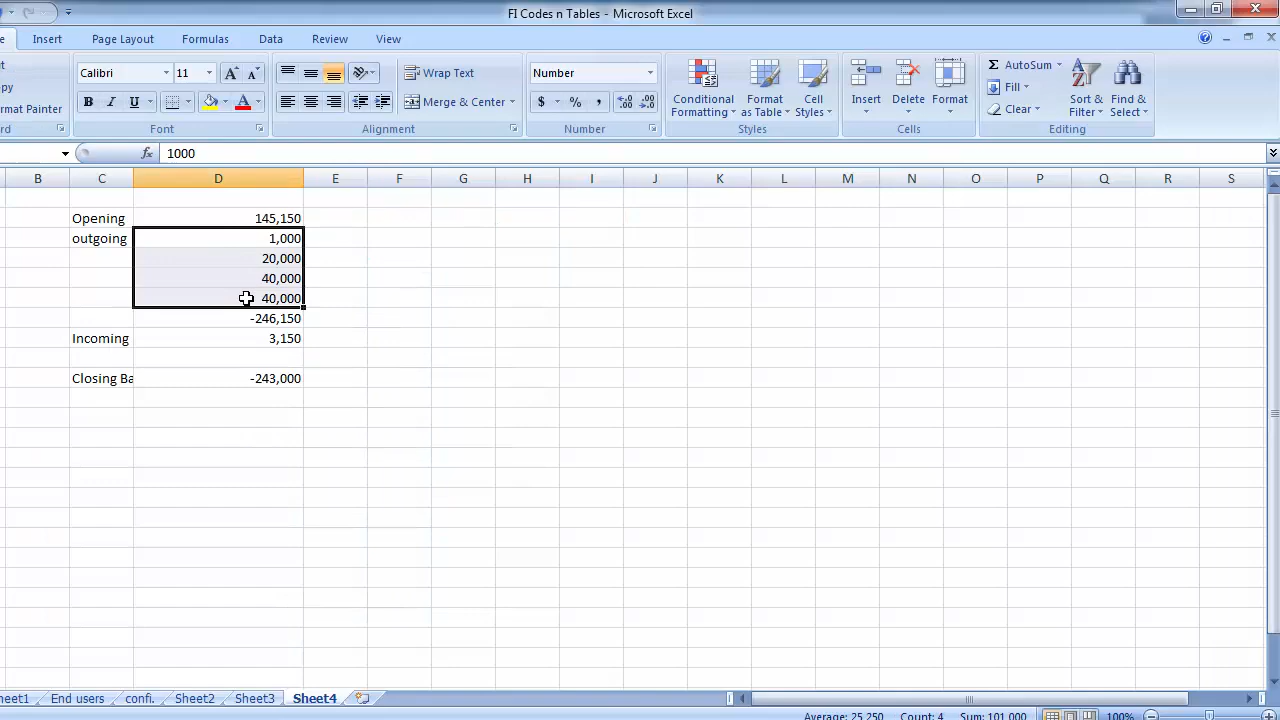 FI Codes n Tables - Microsoft Excel
Insert Page Layout Formulas Data Review View
Calibri 11 Wrap Text Number AutoSum
Fill
Format Painter B I U Merge & Center $ % , Conditional Formatting Format as Table Cell Styles Insert Delete Format Clear Sort & Filter Find & Select
Font Alignment Number Styles Cells Editing
fx 1000
B C D E F G H I J K L M N O P Q R S
Opening 145,150
outgoing 1,000
20,000
40,000
40,000
-246,150
Incoming 3,150
Closing Ba -243,000
End users confi. Sheet2 Sheet3 Sheet4
Average: 25,250 Count: 4 Sum: 101,000 100%